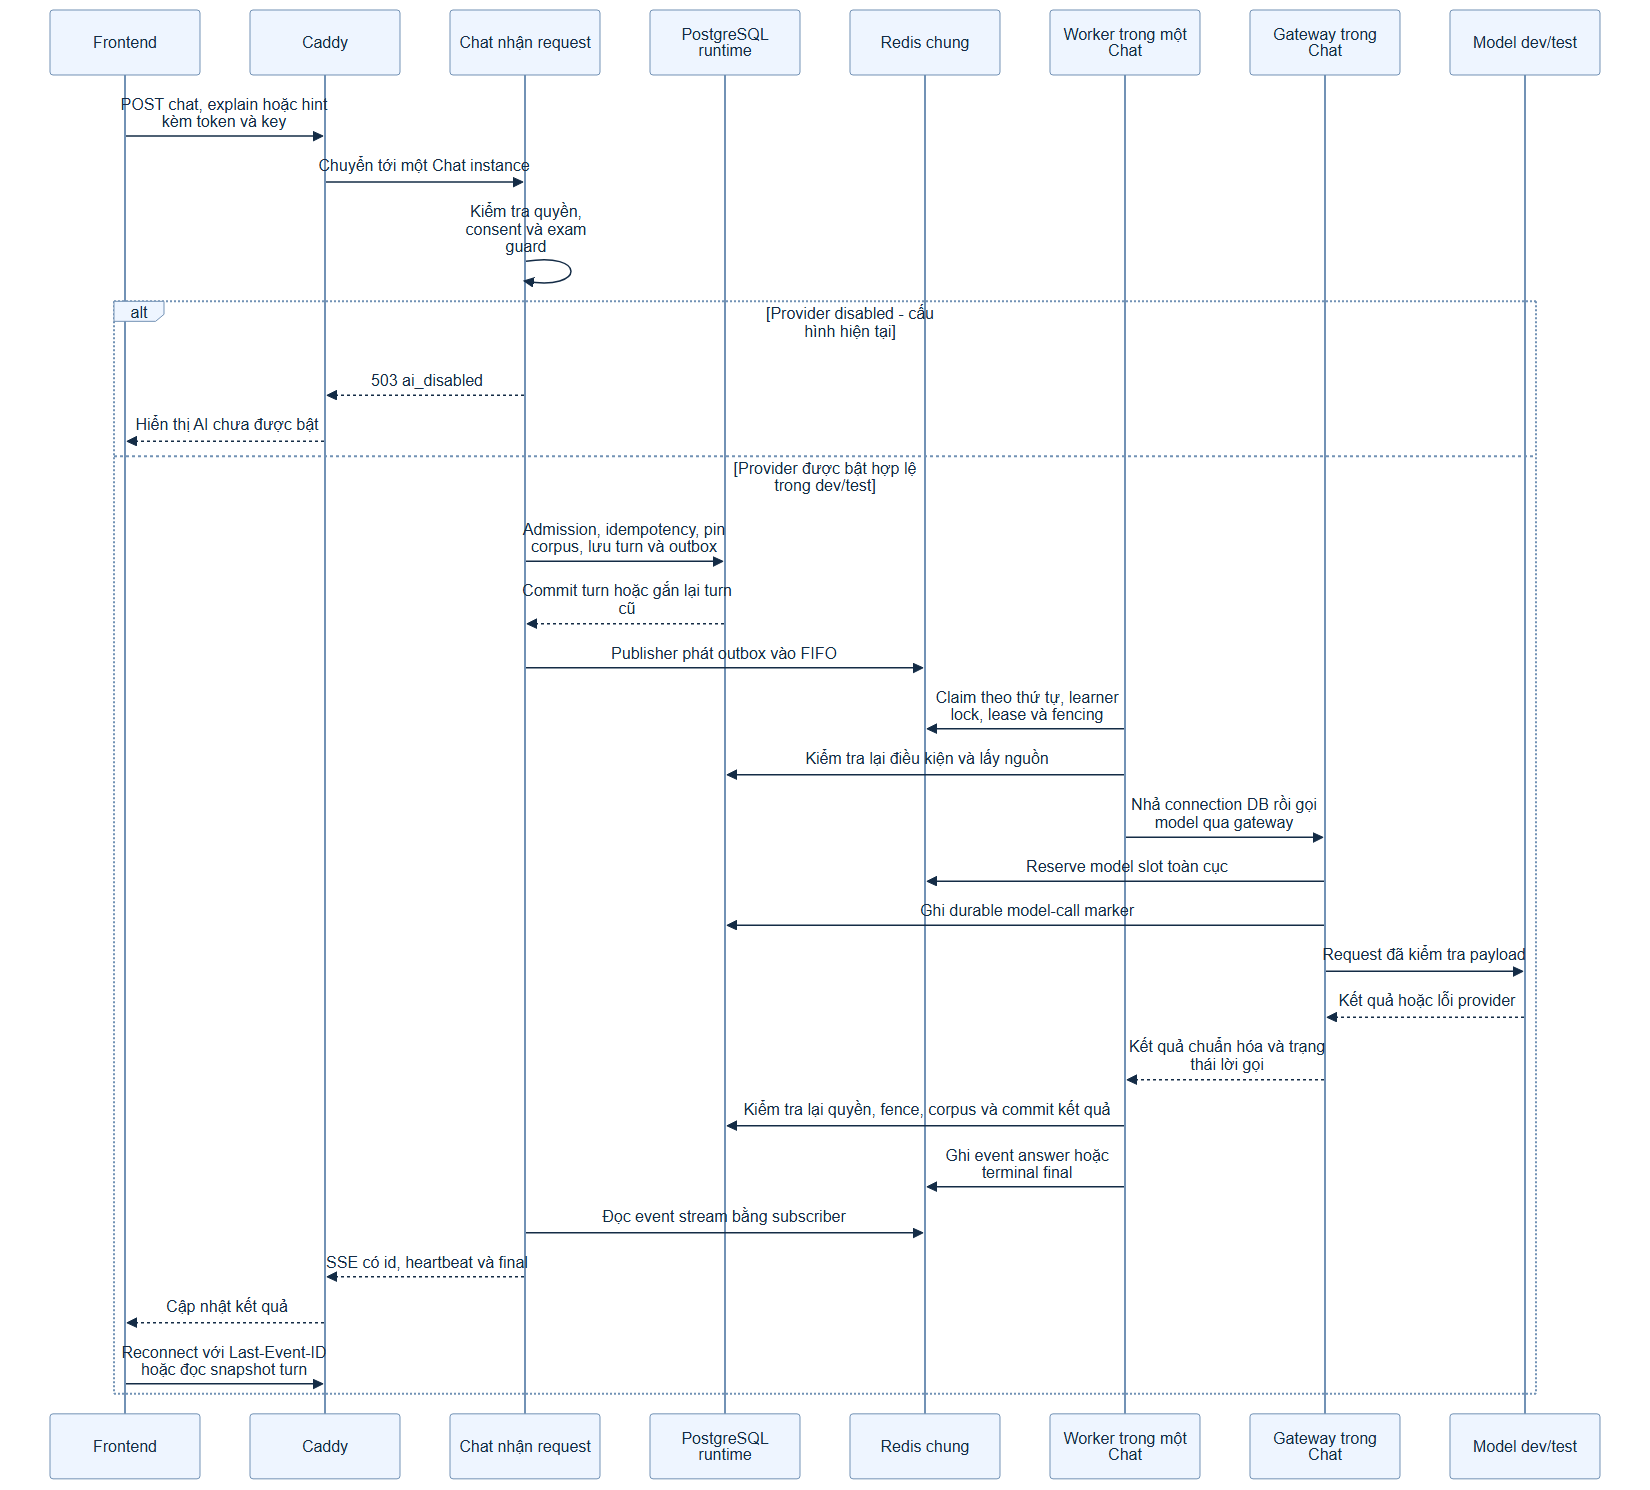 Frontend
Caddy
Chat nhận request
PostgreSQL
runtime
Redis chung
Worker trong một
Chat
Gateway trong
Chat
Model dev/test
POST chat, explain hoặc hint
kèm token và key
Chuyển tới một Chat instance
Kiểm tra quyền,
consent và exam
guard
alt
[Provider disabled - cấu
hình hiện tại]
503 ai_disabled
Hiển thị AI chưa được bật
[Provider được bật hợp lệ
trong dev/test]
Admission, idempotency, pin
corpus, lưu turn và outbox
Commit turn hoặc gắn lại turn
cũ
Publisher phát outbox vào FIFO
Claim theo thứ tự, learner
lock, lease và fencing
Kiểm tra lại điều kiện và lấy nguồn
Nhả connection DB rồi gọi
model qua gateway
Reserve model slot toàn cục
Ghi durable model-call marker
Request đã kiểm tra payload
Kết quả hoặc lỗi provider
Kết quả chuẩn hóa và trạng
thái lời gọi
Kiểm tra lại quyền, fence, corpus và commit kết quả
Ghi event answer hoặc
terminal final
Đọc event stream bằng subscriber
SSE có id, heartbeat và final
Cập nhật kết quả
Reconnect với Last-Event-ID
hoặc đọc snapshot turn
Frontend
Caddy
Chat nhận request
PostgreSQL
runtime
Redis chung
Worker trong một
Chat
Gateway trong
Chat
Model dev/test